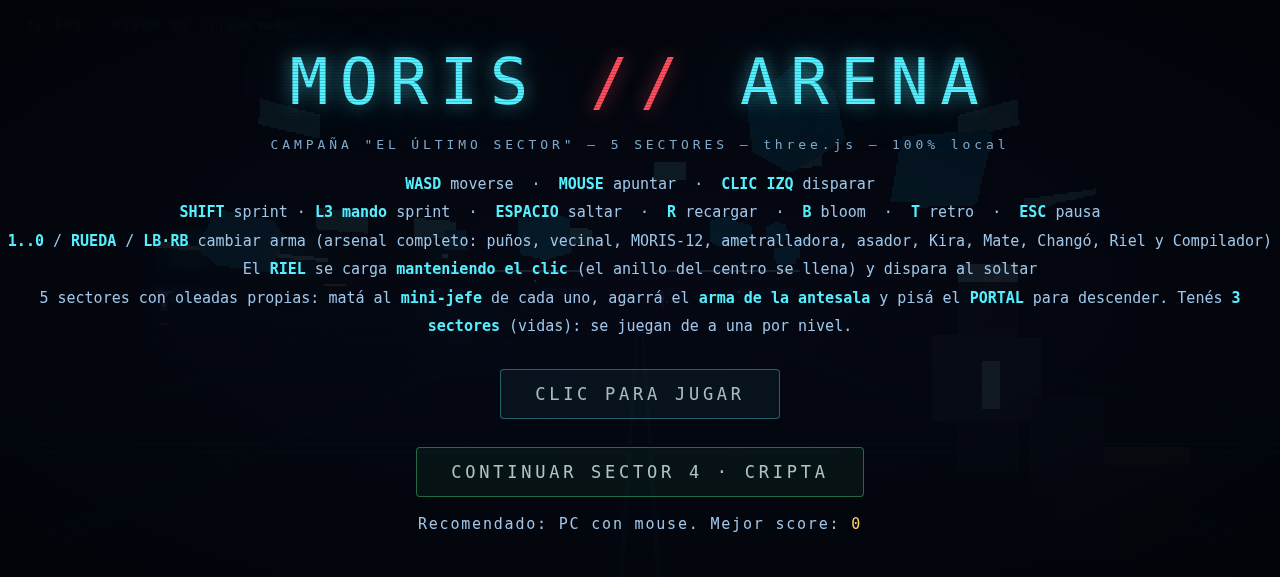 MORIS // ARENA
CAMPAÑA "EL ÚLTIMO SECTOR" — 5 SECTORES — three.js — 100% local
WASD moverse · MOUSE apuntar · CLIC IZQ disparar
SHIFT sprint · L3 mando sprint · ESPACIO saltar · R recargar · B bloom · T retro · ESC pausa
1..0 / RUEDA / LB·RB cambiar arma (arsenal completo: puños, vecinal, MORIS-12, ametralladora, asador, Kira, Mate, Changó, Riel y Compilador)
El RIEL se carga manteniendo el clic (el anillo del centro se llena) y dispara al soltar
5 sectores con oleadas propias: matá al mini-jefe de cada uno, agarrá el arma de la antesala y pisá el PORTAL para descender. Tenés 3
sectores (vidas): se juegan de a una por nivel.
CLIC PARA JUGAR
CONTINUAR SECTOR 4 · CRIPTA
Recomendado: PC con mouse. Mejor score: 0